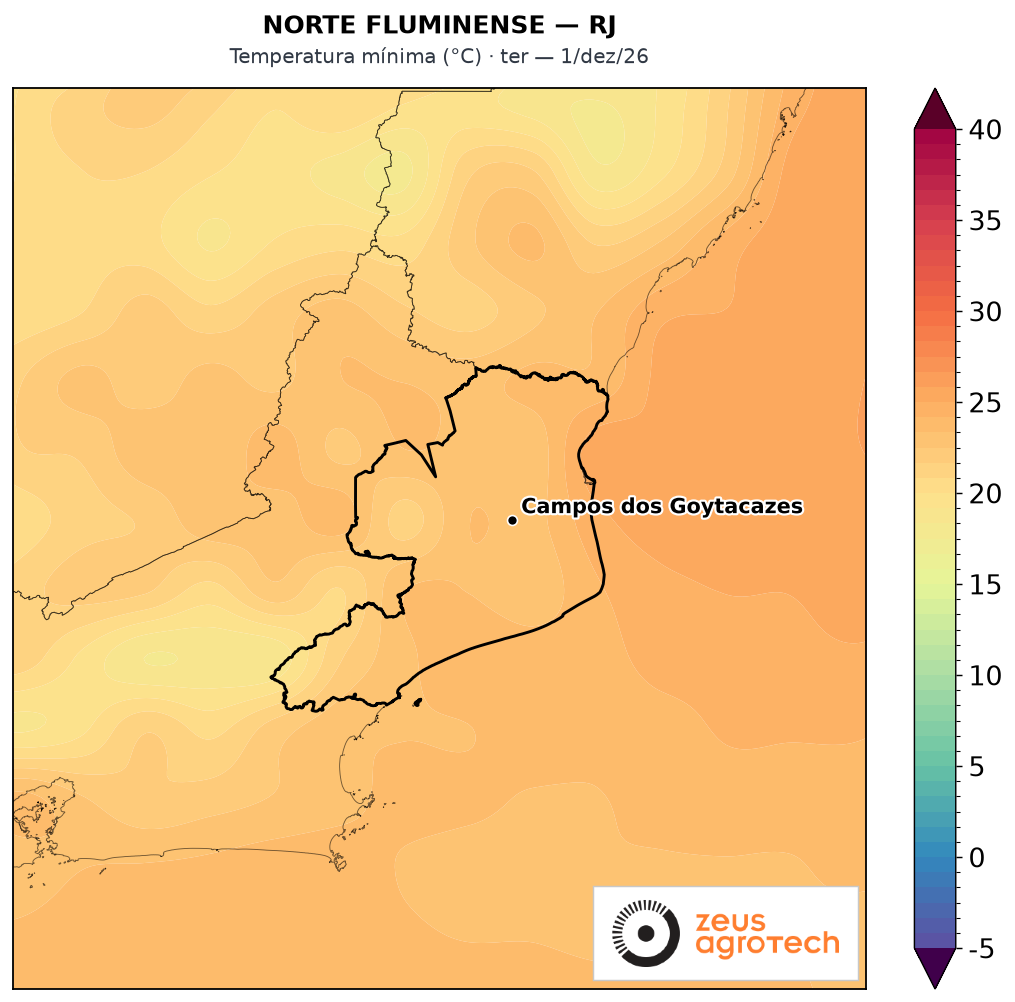 NORTE FLUMINENSE — RJ
Temperatura mínima (°C) · ter — 1/dez/26
40
35
30
25
20
15
10
5
0
-5
Campos dos Goytacazes
zeus
agrotech